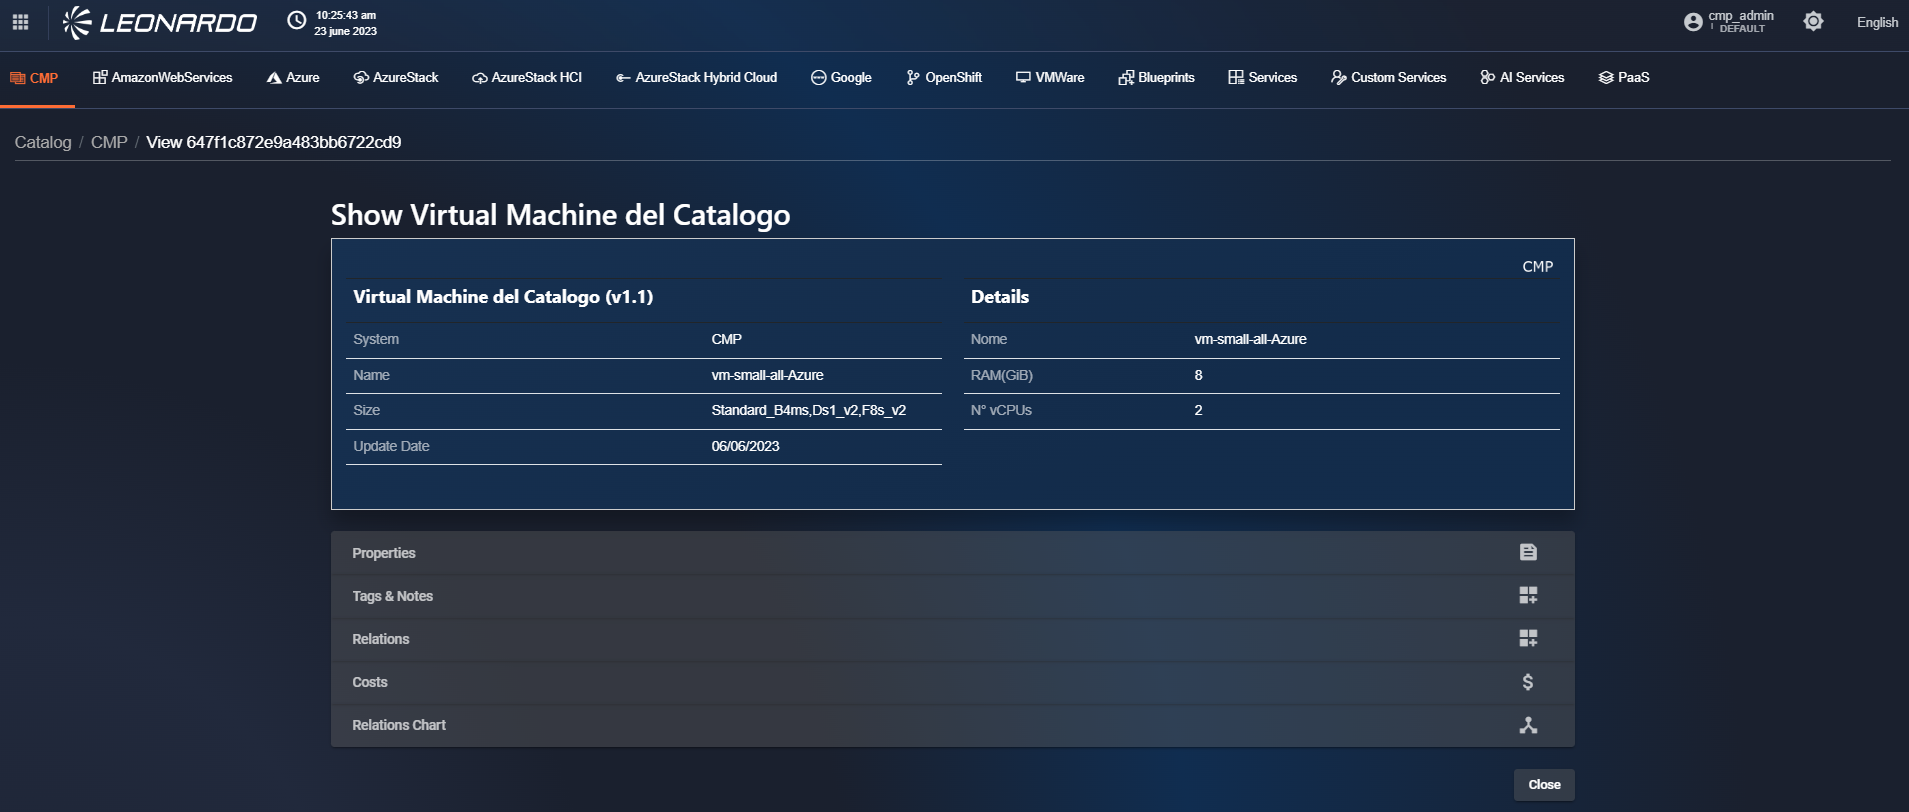 LEONARDO
10:25:43 am
23 june 2023
cmp_admin
DEFAULT
English
CMP
AmazonWebServices
Azure
AzureStack
AzureStack HCI
AzureStack Hybrid Cloud
Google
OpenShift
VMWare
Blueprints
Services
Custom Services
AI Services
PaaS
Catalog / CMP / View 647f1c872e9a483bb6722cd9
Show Virtual Machine del Catalogo
CMP
Virtual Machine del Catalogo (v1.1)
System CMP
Name vm-small-all-Azure
Size Standard_B4ms,Ds1_v2,F8s_v2
Update Date 06/06/2023
Details
Nome vm-small-all-Azure
RAM(GiB) 8
N° vCPUs 2
Properties
Tags & Notes
Relations
Costs
Relations Chart
Close